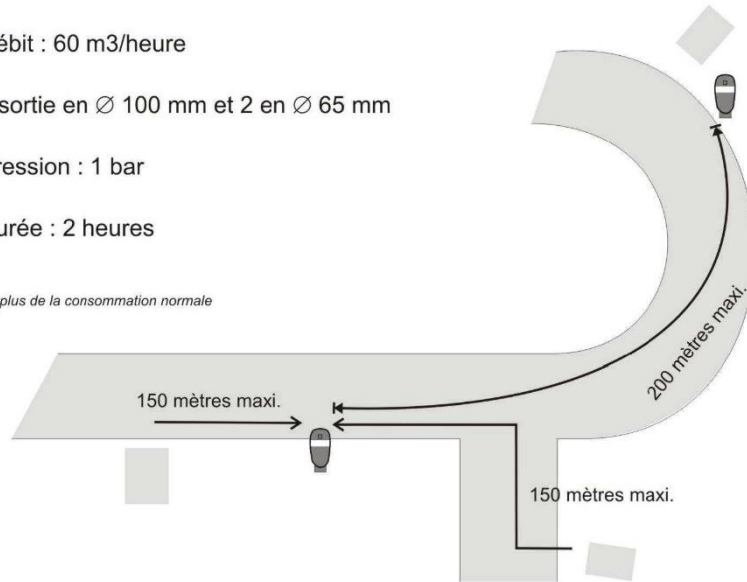 ébit : 60 m3/heure
sortie en ∅ 100 mm et 2 en ∅ 65 mm
ression : 1 bar
urée : 2 heures
plus de la consommation normale
150 mètres maxi.
200 mètres maxi.
150 mètres maxi.